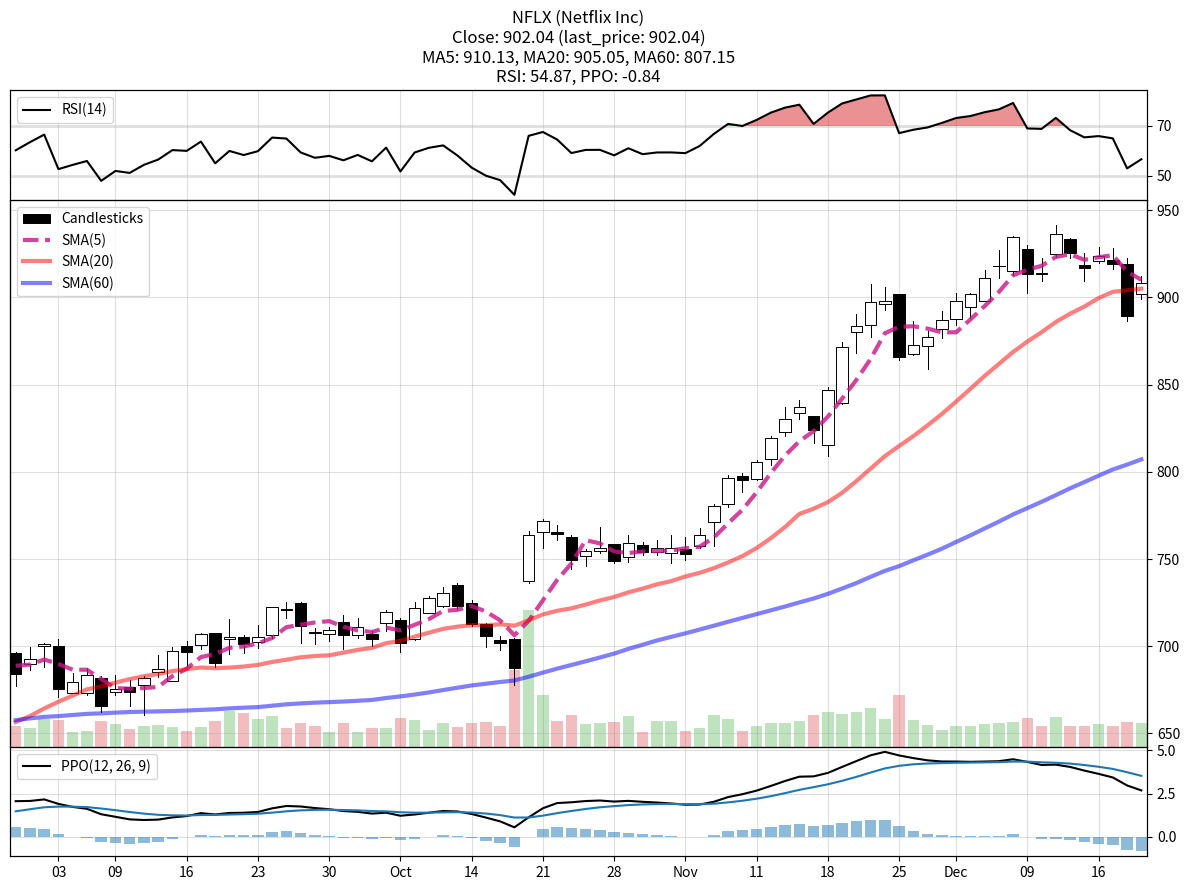 NFLX (Netflix Inc)
Close: 902.04 (last_price: 902.04)
MA5: 910.13, MA20: 905.05, MA60: 807.15
RSI: 54.87, PPO: -0.84
RSI(14)
70
50
Candlesticks
SMA(5)
SMA(20)
SMA(60)
950
900
850
800
750
700
650
PPO(12, 26, 9)
5.0
2.5
0.0
03 09 16 23 30 Oct 14 21 28 Nov 11 18 25 Dec 09 16